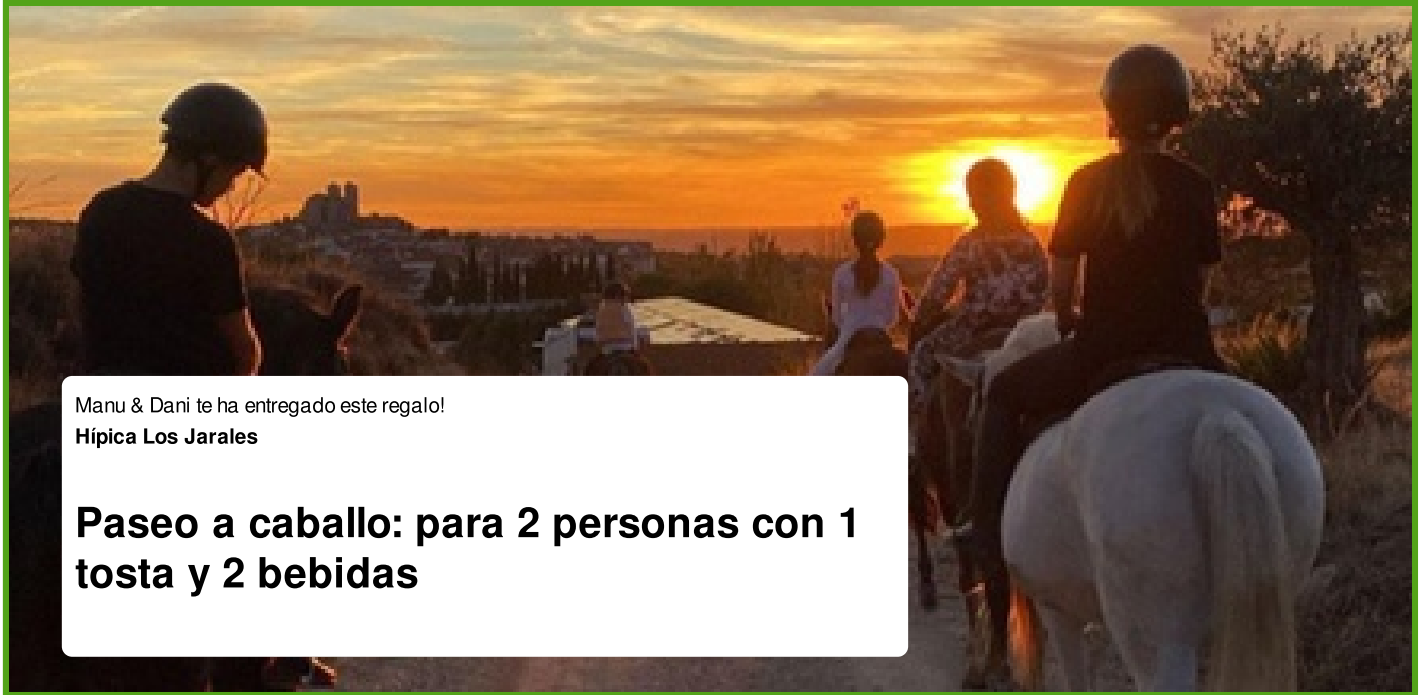 Manu & Dani te ha entregado este regalo!
Hípica Los Jarales
Paseo a caballo: para 2 personas con 1
tosta y 2 bebidas